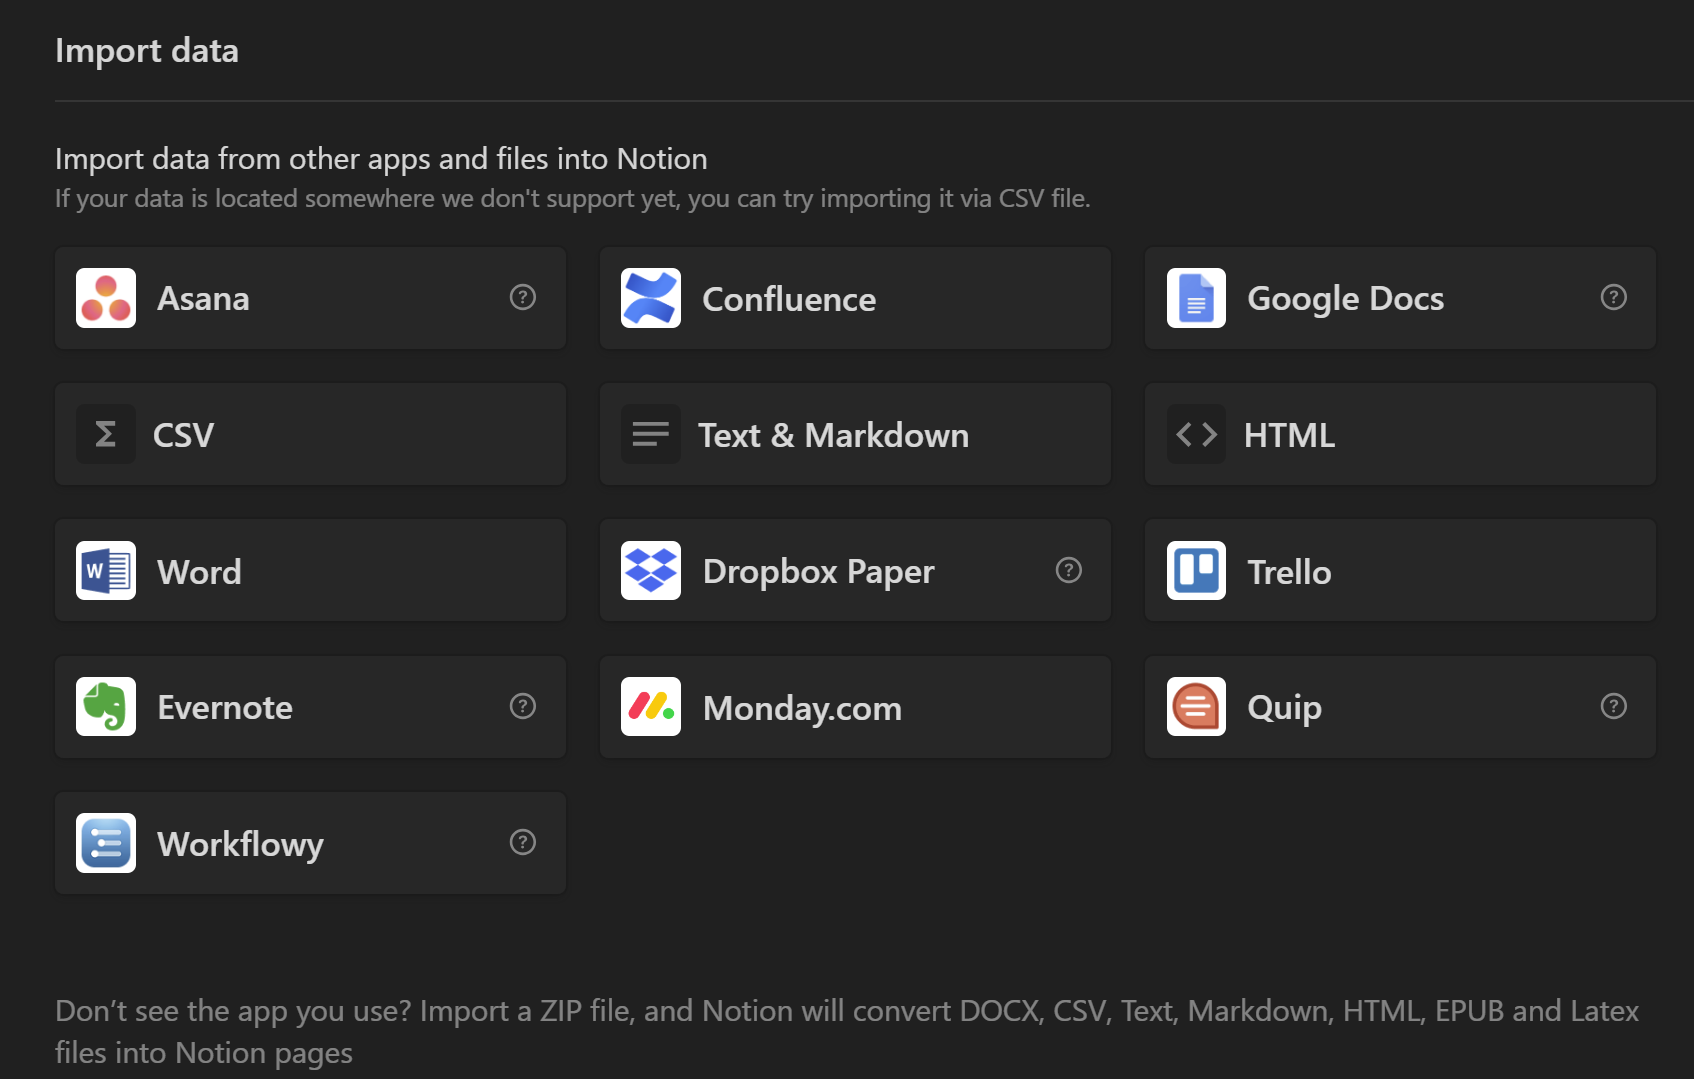 Import data
Import data from other apps and files into Notion
If your data is located somewhere we don't support yet, you can try importing it via CSV file.
Asana
Confluence
Google Docs
CSV
Text & Markdown
HTML
W Word
Dropbox Paper
Trello
Evernote
Monday.com
Quip
Workflowy
Don’t see the app you use? Import a ZIP file, and Notion will convert DOCX, CSV, Text, Markdown, HTML, EPUB and Latex
files into Notion pages